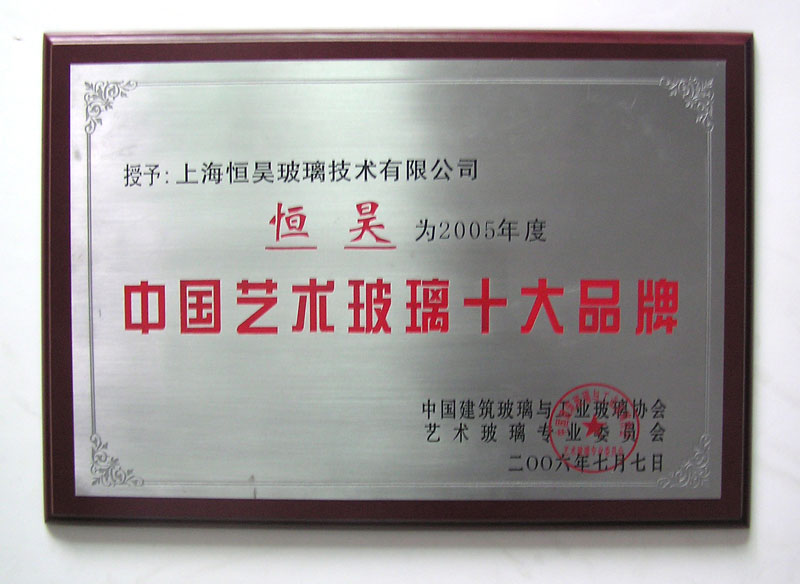 授予:上海恒昊玻璃技术有限公司
恒昊 为2005年度
中国艺术玻璃十大品牌
中国建筑玻璃与工业玻璃协会
艺术玻璃专业委员会
二〇〇六年七月七日